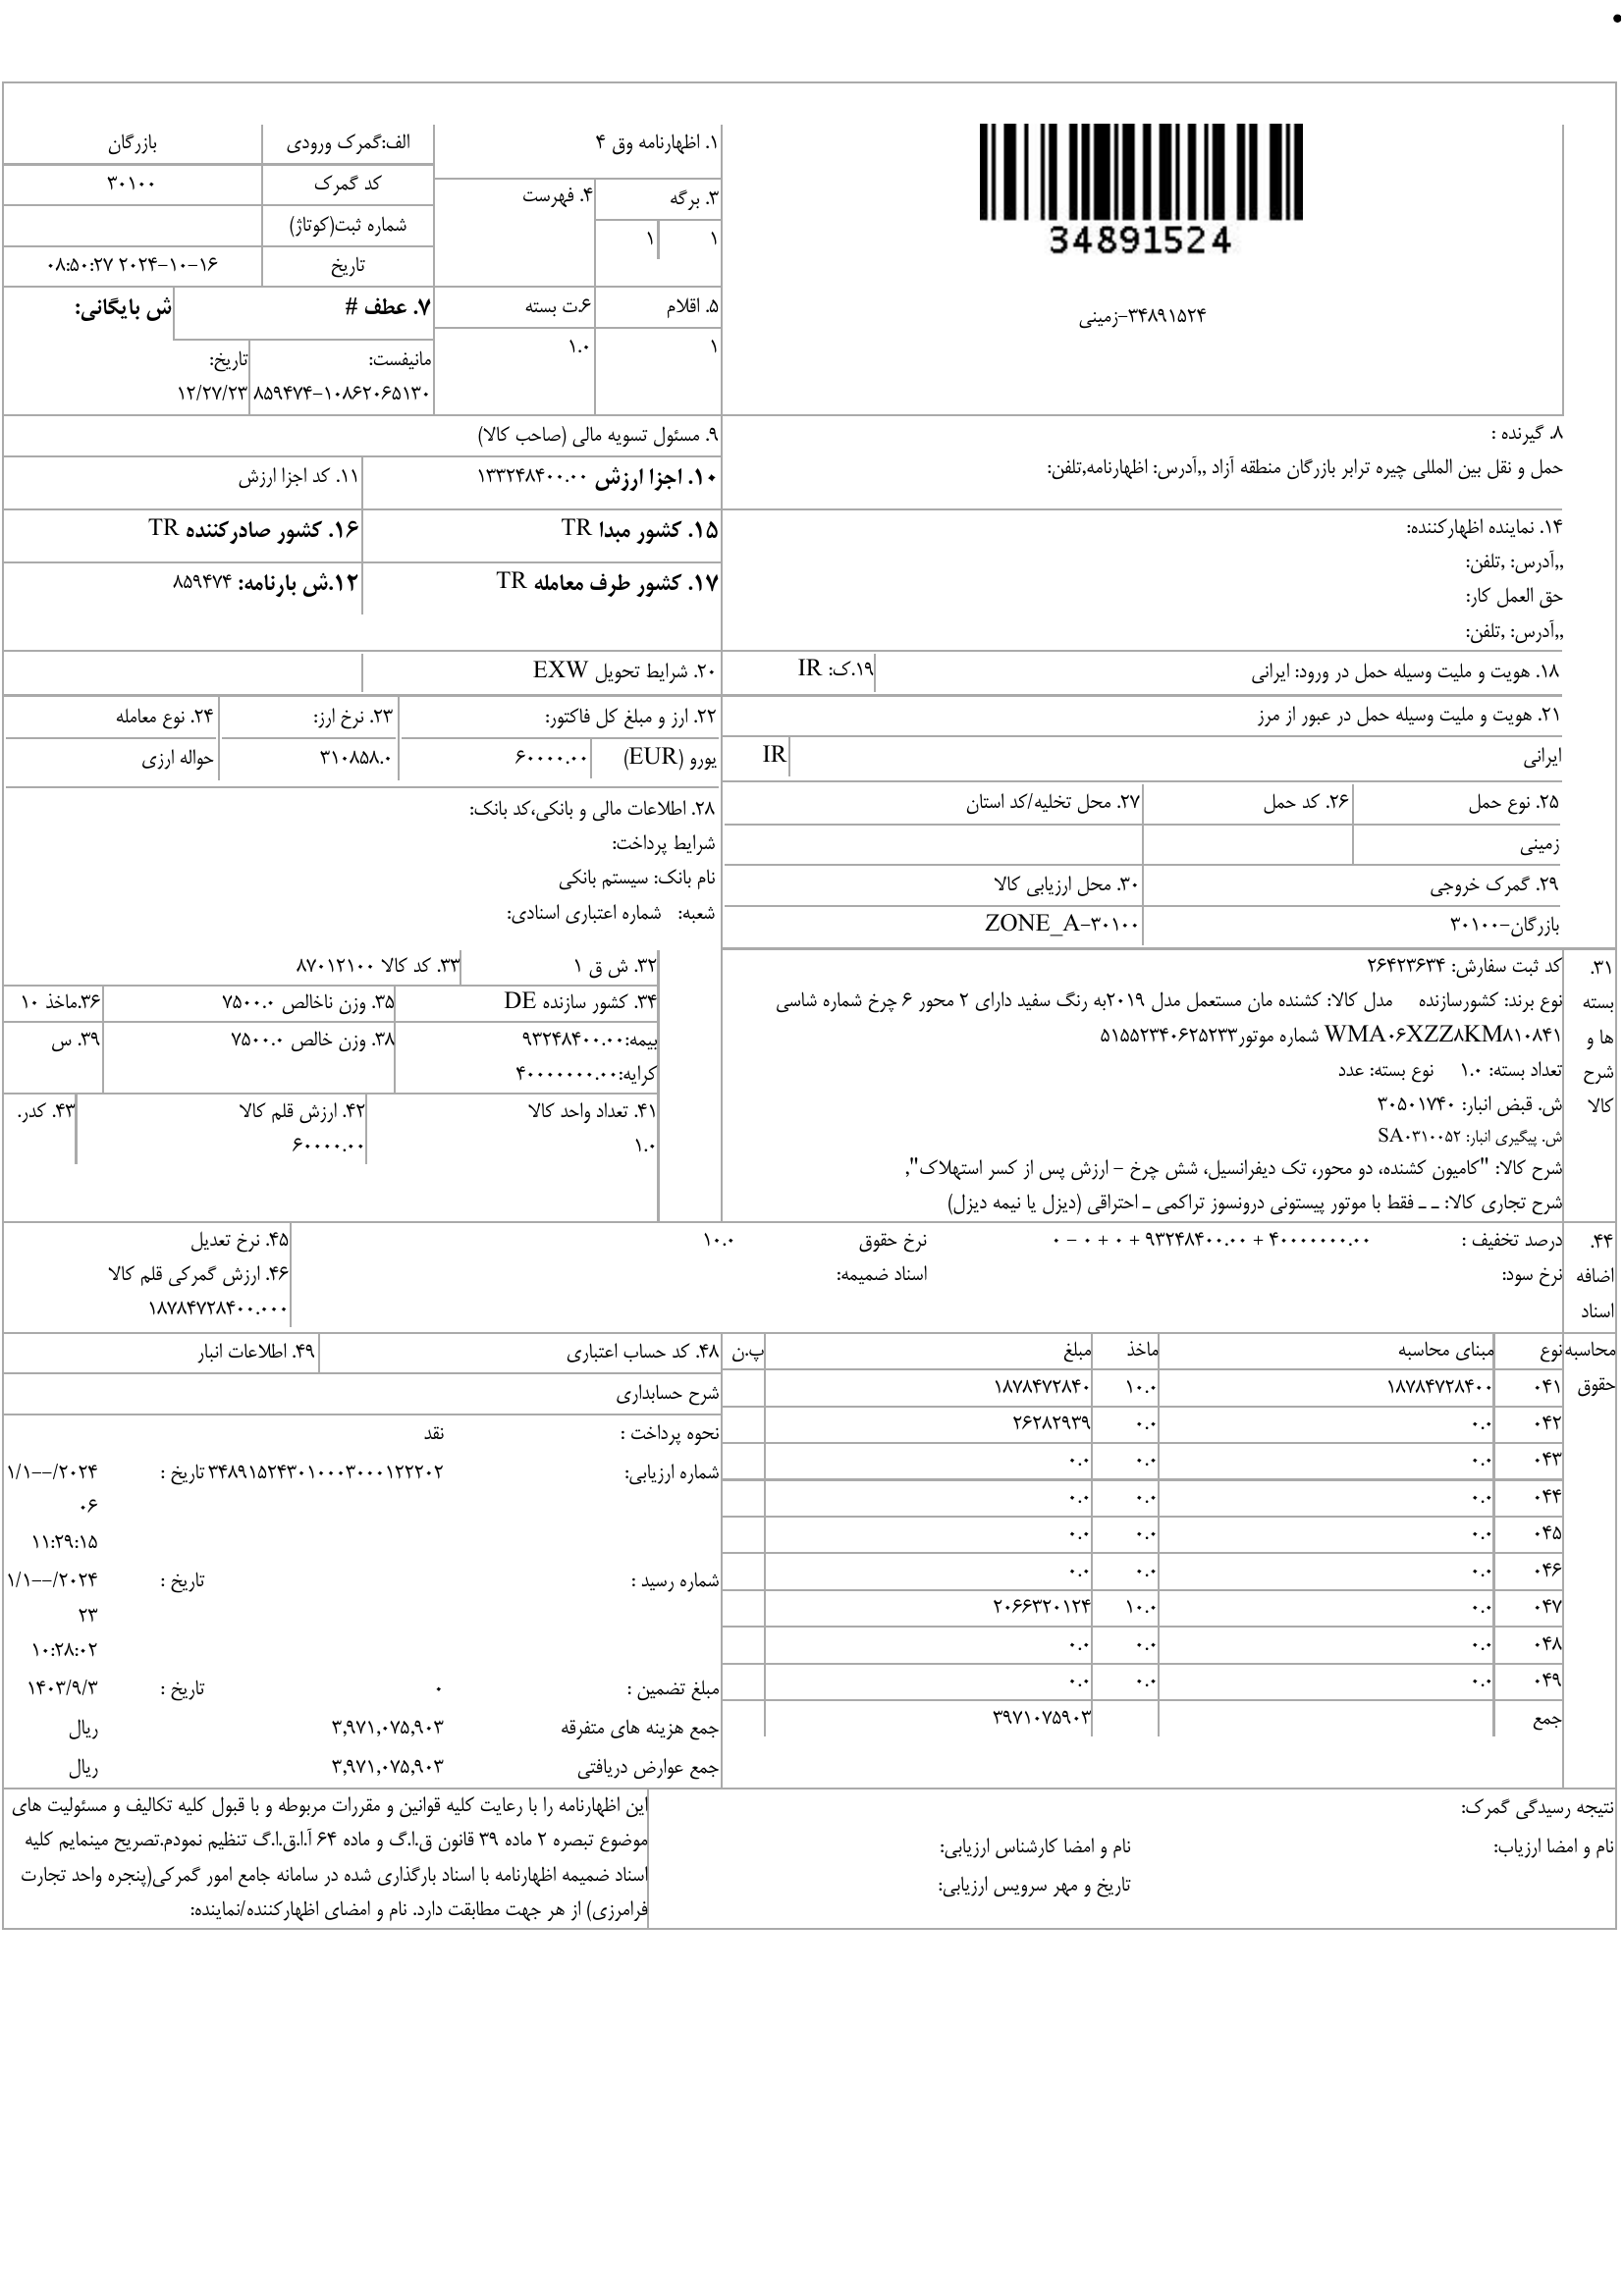 34891524
۳۴۸۹۱۵۲۴-زمینی
۱. اظهارنامه وق ۴
۳. برگه
۴. فهرست
۱
۱
الف:گمرک ورودی
بازرگان
کد گمرک
۳۰۱۰۰
شماره ثبت(کوتاژ)
تاریخ
۲۰۲۴-۱۰-۱۶ ۰۸:۵۰:۲۷
۵. اقلام
۶.ت بسته
۷. عطف #
ش بایگانی:
۱
۱.۰
مانیفست:
تاریخ:
۸۵۹۴۷۴-۱۰۸۶۲۰۶۵۱۳۰
۱۲/۲۷/۲۳
۸. گیرنده :
حمل و نقل بین المللی چیره ترابر بازرگان منطقه آزاد ,,آدرس: اظهارنامه,تلفن:
۹. مسئول تسویه مالی (صاحب کالا)
۱۰. اجزا ارزش ۱۳۳۲۴۸۴۰۰.۰۰
۱۱. کد اجزا ارزش
۱۴. نماینده اظهارکننده:
,,آدرس: ,تلفن:
حق العمل کار:
,,آدرس: ,تلفن:
۱۵. کشور مبدا TR
۱۶. کشور صادرکننده TR
۱۷. کشور طرف معامله TR
۱۲.ش بارنامه: ۸۵۹۴۷۴
۱۸. هویت و ملیت وسیله حمل در ورود: ایرانی
۱۹.ک: IR
۲۰. شرایط تحویل EXW
۲۱. هویت و ملیت وسیله حمل در عبور از مرز
ایرانی
IR
۲۲. ارز و مبلغ کل فاکتور:
۲۳. نرخ ارز:
۲۴. نوع معامله
یورو (EUR)
۶۰۰۰۰.۰۰
۳۱۰۸۵۸.۰
حواله ارزی
۲۵. نوع حمل
۲۶. کد حمل
۲۷. محل تخلیه/کد استان
زمینی
۲۹. گمرک خروجی
۳۰. محل ارزیابی کالا
بازرگان-۳۰۱۰۰
ZONE_A-۳۰۱۰۰
۲۸. اطلاعات مالی و بانکی،کد بانک:
شرایط پرداخت:
نام بانک: سیستم بانکی
شعبه: شماره اعتباری اسنادی:
۳۱.
بسته
ها و
شرح
کالا
کد ثبت سفارش: ۲۶۴۲۳۶۳۴
نوع برند: کشورسازنده مدل کالا: کشنده مان مستعمل مدل ۲۰۱۹به رنگ سفید دارای ۲ محور ۶ چرخ شماره شاسی
WMA۰۶XZZ۸KM۸۱۰۸۴۱ شماره موتور۵۱۵۵۲۳۴۰۶۲۵۲۳۳
تعداد بسته: ۱.۰ نوع بسته: عدد
ش. قبض انبار: ۳۰۵۰۱۷۴۰
ش. پیگیری انبار: SA۰۳۱۰۰۵۲
شرح کالا: "کامیون کشنده، دو محور، تک دیفرانسیل، شش چرخ - ارزش پس از کسر استهلاک",
شرح تجاری کالا: ـ ـ فقط با موتور پیستونی درونسوز تراکمی ـ احتراقی (دیزل یا نیمه دیزل)
۳۲. ش ق ۱
۳۳. کد کالا ۸۷۰۱۲۱۰۰
۳۴. کشور سازنده DE
۳۵. وزن ناخالص ۷۵۰۰.۰
۳۶.ماخذ ۱۰
بیمه:۹۳۲۴۸۴۰۰.۰۰
کرایه:۴۰۰۰۰۰۰۰.۰۰
۳۸. وزن خالص ۷۵۰۰.۰
۳۹. س
۴۱. تعداد واحد کالا
۱.۰
۴۲. ارزش قلم کالا
۶۰۰۰۰.۰۰
۴۳. کدر.
۴۴.
اضافه
اسناد
درصد تخفیف : ۴۰۰۰۰۰۰۰.۰۰ + ۹۳۲۴۸۴۰۰.۰۰ + ۰ + ۰ - ۰
نرخ حقوق ۱۰.۰
نرخ سود:
اسناد ضمیمه:
۴۵. نرخ تعدیل
۴۶. ارزش گمرکی قلم کالا
۱۸۷۸۴۷۲۸۴۰۰.۰۰۰
محاسبه
حقوق
نوع مبنای محاسبه ماخذ مبلغ پ.ن
۰۴۱ ۱۸۷۸۴۷۲۸۴۰۰ ۱۰.۰ ۱۸۷۸۴۷۲۸۴۰
۰۴۲ ۰.۰ ۰.۰ ۲۶۲۸۲۹۳۹
۰۴۳ ۰.۰ ۰.۰ ۰.۰
۰۴۴ ۰.۰ ۰.۰ ۰.۰
۰۴۵ ۰.۰ ۰.۰ ۰.۰
۰۴۶ ۰.۰ ۰.۰ ۰.۰
۰۴۷ ۰.۰ ۱۰.۰ ۲۰۶۶۳۲۰۱۲۴
۰۴۸ ۰.۰ ۰.۰ ۰.۰
۰۴۹ ۰.۰ ۰.۰ ۰.۰
جمع ۳۹۷۱۰۷۵۹۰۳
۴۸. کد حساب اعتباری
۴۹. اطلاعات انبار
شرح حسابداری
نحوه پرداخت : نقد
شماره ارزیابی: ۳۴۸۹۱۵۲۴۳۰۱۰۰۰۳۰۰۰۱۲۲۲۰۲ تاریخ : ۲۰۲۴/--۱/۱
۰۶
۱۱:۲۹:۱۵
شماره رسید : تاریخ : ۲۰۲۴/--۱/۱
۲۳
۱۰:۲۸:۰۲
مبلغ تضمین : ۰ تاریخ : ۱۴۰۳/۹/۳
جمع هزینه های متفرقه ۳,۹۷۱,۰۷۵,۹۰۳ ریال
جمع عوارض دریافتی ۳,۹۷۱,۰۷۵,۹۰۳ ریال
نتیجه رسیدگی گمرک:
نام و امضا ارزیاب:
نام و امضا کارشناس ارزیابی:
تاریخ و مهر سرویس ارزیابی:
این اظهارنامه را با رعایت کلیه قوانین و مقررات مربوطه و با قبول کلیه تکالیف و مسئولیت های
موضوع تبصره ۲ ماده ۳۹ قانون ق.ا.گ و ماده ۶۴ آ.ا.ق.ا.گ تنظیم نمودم.تصریح مینمایم کلیه
اسناد ضمیمه اظهارنامه با اسناد بارگذاری شده در سامانه جامع امور گمرکی(پنجره واحد تجارت
فرامرزی) از هر جهت مطابقت دارد. نام و امضای اظهارکننده/نماینده: